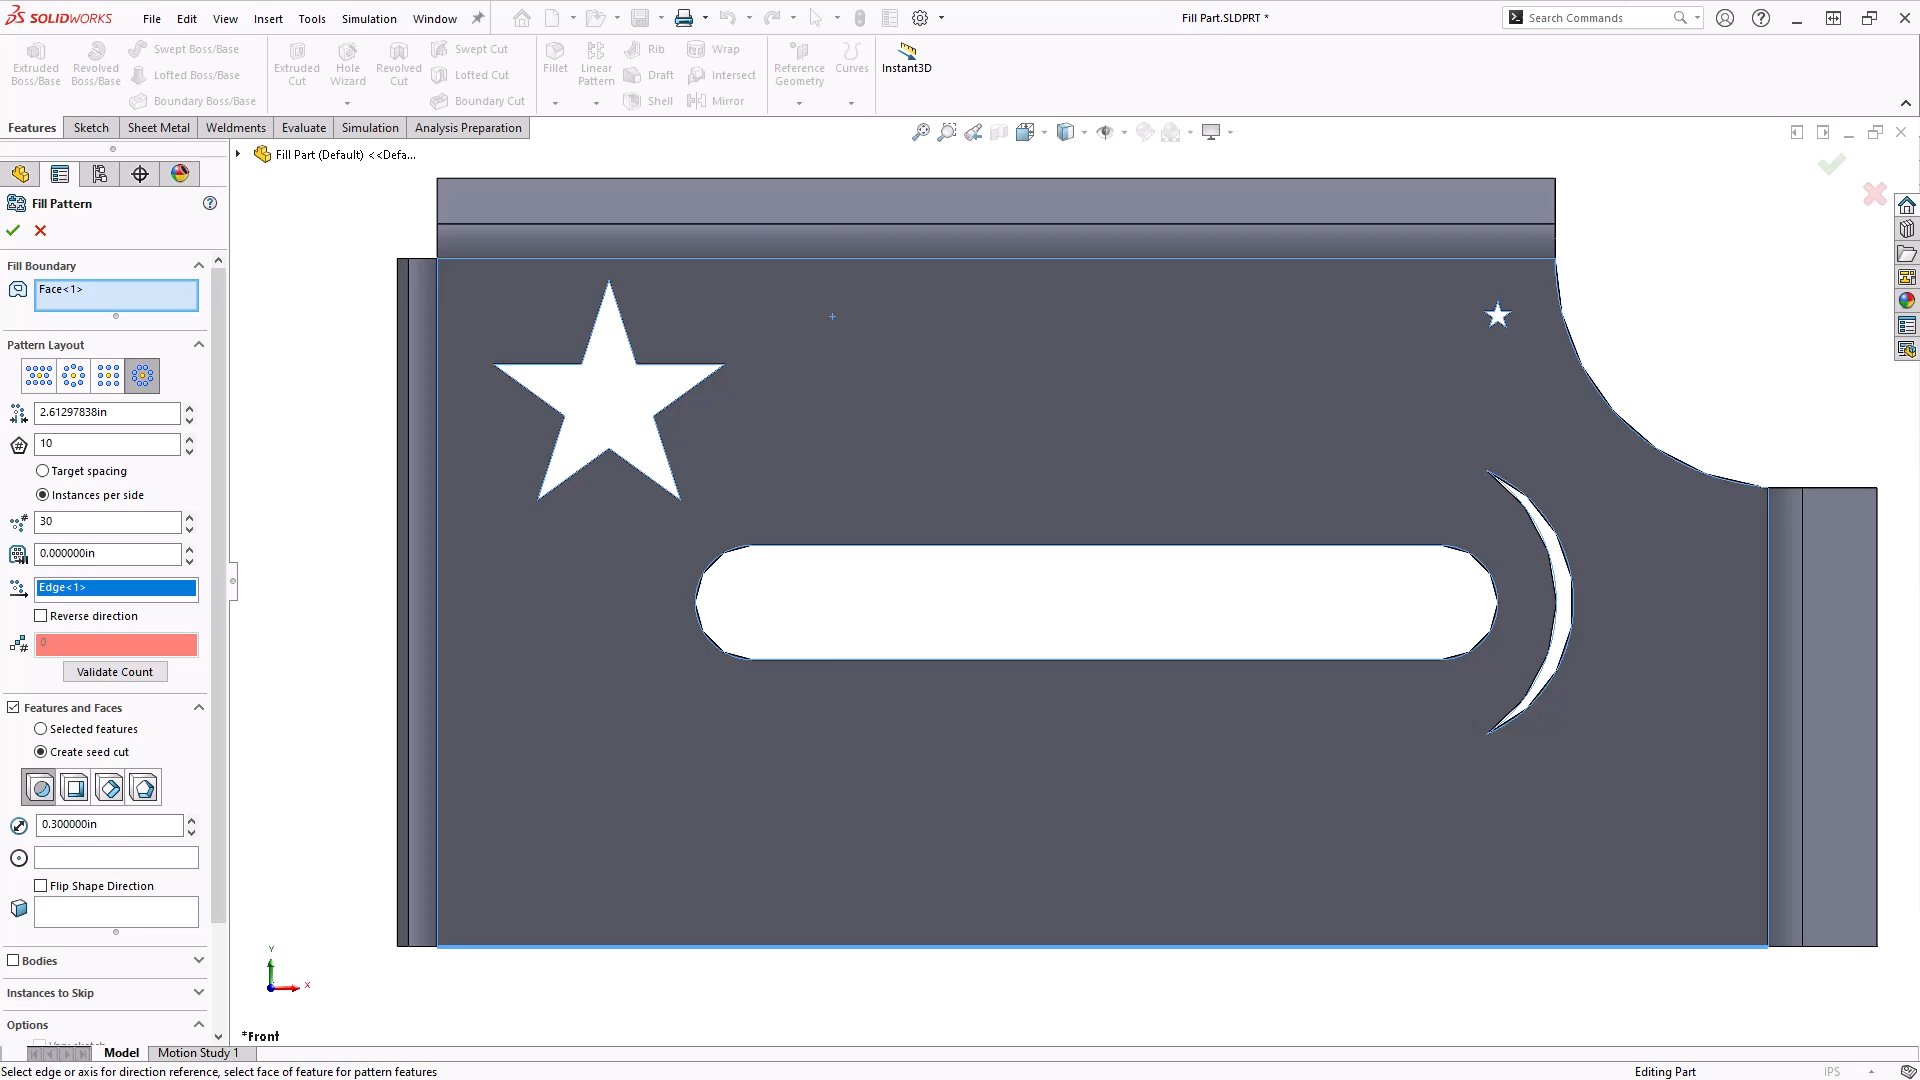 SOLIDWORKS File Edit View Insert Tools Simulation Window Fill Part.SLDPRT * Search Commands
Extruded Boss/Base
Revolved Boss/Base
Swept Boss/Base
Lofted Boss/Base
Boundary Boss/Base
Extruded Cut
Hole Wizard
Revolved Cut
Swept Cut
Lofted Cut
Boundary Cut
Fillet
Linear Pattern
Rib
Draft
Shell
Wrap
Intersect
Mirror
Reference Geometry
Curves
Instant3D
Features Sketch Sheet Metal Weldments Evaluate Simulation Analysis Preparation
Fill Part (Default) <<Defa...
Fill Pattern
Fill Boundary
Face<1>
Pattern Layout
2.61297838in
10
Target spacing
Instances per side
30
0.000000in
Edge<1>
Reverse direction
0
Validate Count
Features and Faces
Selected features
Create seed cut
0.300000in
Flip Shape Direction
Bodies
Instances to Skip
Options
Y
X
*Front
Model Motion Study 1
Select edge or axis for direction reference, select face of feature for pattern features Editing Part IPS